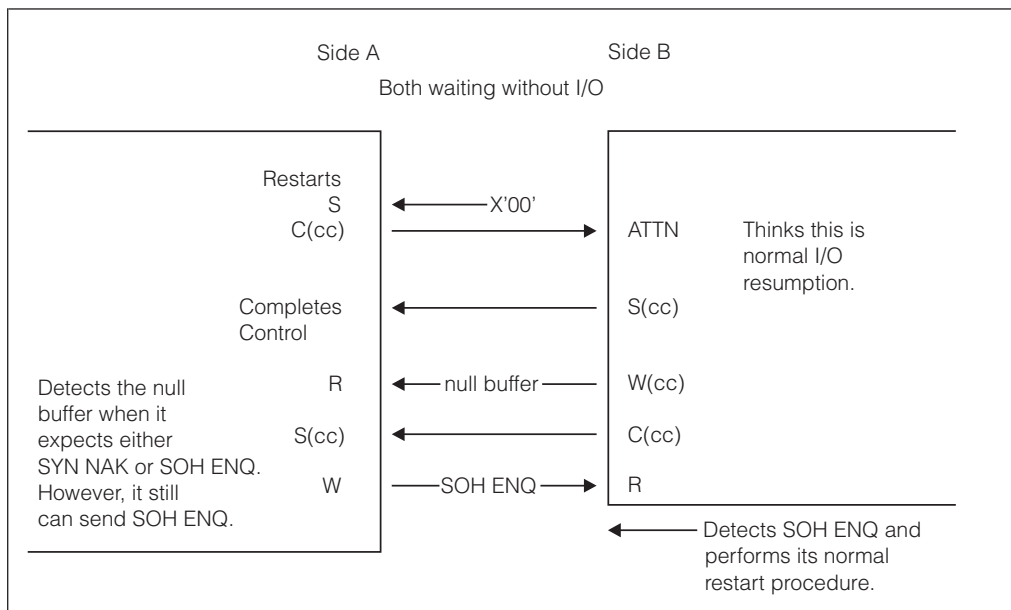 Side A
Side B
Both waiting without I/O
Restarts
S
X'00'
C(cc)
ATTN
Thinks this is
normal I/O
resumption.
Completes
Control
S(cc)
Detects the null
buffer when it
expects either
SYN NAK or SOH ENQ.
However, it still
can send SOH ENQ.
R
null buffer
W(cc)
S(cc)
C(cc)
W
SOH ENQ
R
Detects SOH ENQ and
performs its normal
restart procedure.